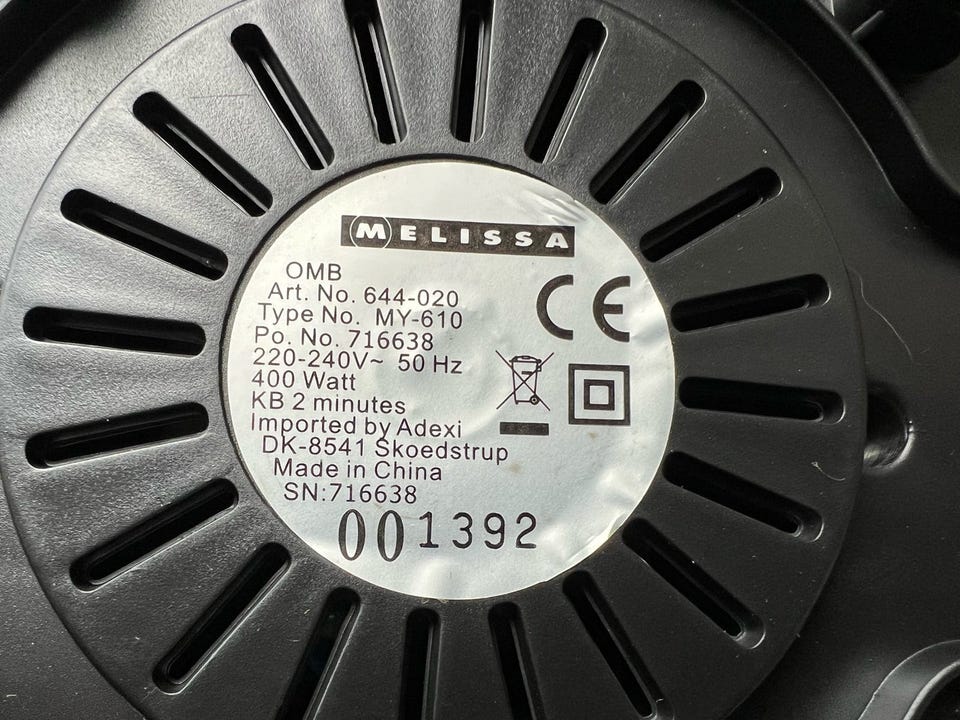 MELISSA
OMB
Art. No. 644-020
Type No. MY-610
Po. No. 716638
220-240V~ 50 Hz
400 Watt
KB 2 minutes
Imported by Adexi
DK-8541 Skoedstrup
Made in China
SN:716638
001392
CE